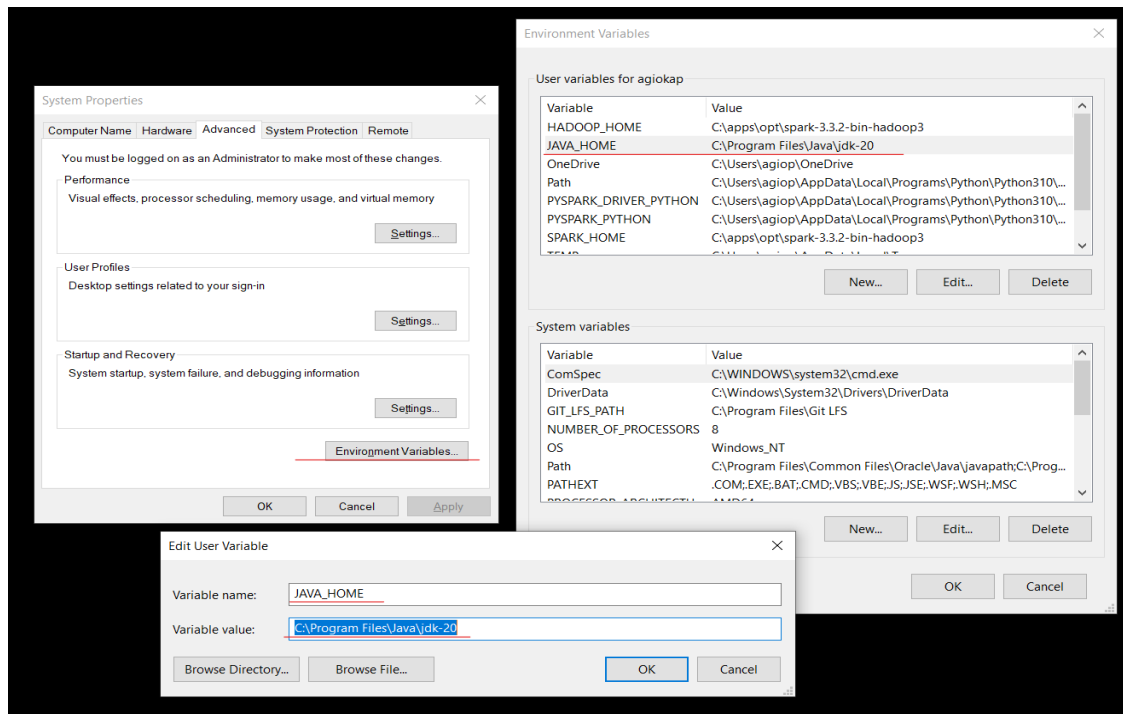 System Properties
Computer Name Hardware Advanced System Protection Remote
You must be logged on as an Administrator to make most of these changes.
Performance
Visual effects, processor scheduling, memory usage, and virtual memory
Settings...
User Profiles
Desktop settings related to your sign-in
Settings...
Startup and Recovery
System startup, system failure, and debugging information
Settings...
Environment Variables...
OK Cancel Apply
Environment Variables
User variables for agiokap
Variable Value
HADOOP_HOME C:\apps\opt\spark-3.3.2-bin-hadoop3
JAVA_HOME C:\Program Files\Java\jdk-20
OneDrive C:\Users\agiop\OneDrive
Path C:\Users\agiop\AppData\Local\Programs\Python\Python310\...
PYSPARK_DRIVER_PYTHON C:\Users\agiop\AppData\Local\Programs\Python\Python310\...
PYSPARK_PYTHON C:\Users\agiop\AppData\Local\Programs\Python\Python310\...
SPARK_HOME C:\apps\opt\spark-3.3.2-bin-hadoop3
New... Edit... Delete
System variables
Variable Value
ComSpec C:\WINDOWS\system32\cmd.exe
DriverData C:\Windows\System32\Drivers\DriverData
GIT_LFS_PATH C:\Program Files\Git LFS
NUMBER_OF_PROCESSORS 8
OS Windows_NT
Path C:\Program Files\Common Files\Oracle\Java\javapath;C:\Prog...
PATHEXT .COM;.EXE;.BAT;.CMD;.VBS;.VBE;.JS;.JSE;.WSF;.WSH;.MSC
New... Edit... Delete
OK Cancel
Edit User Variable
Variable name: JAVA_HOME
Variable value: C:\Program Files\Java\jdk-20
Browse Directory... Browse File... OK Cancel